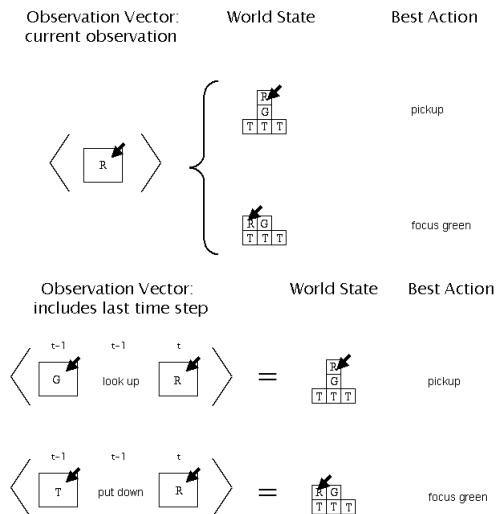 Observation Vector: World State Best Action
current observation
R
G
T T T
pickup
R
R G
T T T
focus green
Observation Vector: World State Best Action
includes last time step
t-1 t-1 t
G look up R = R
G
T T T
pickup
t-1 t-1 t
T put down R = R G
T T T
focus green